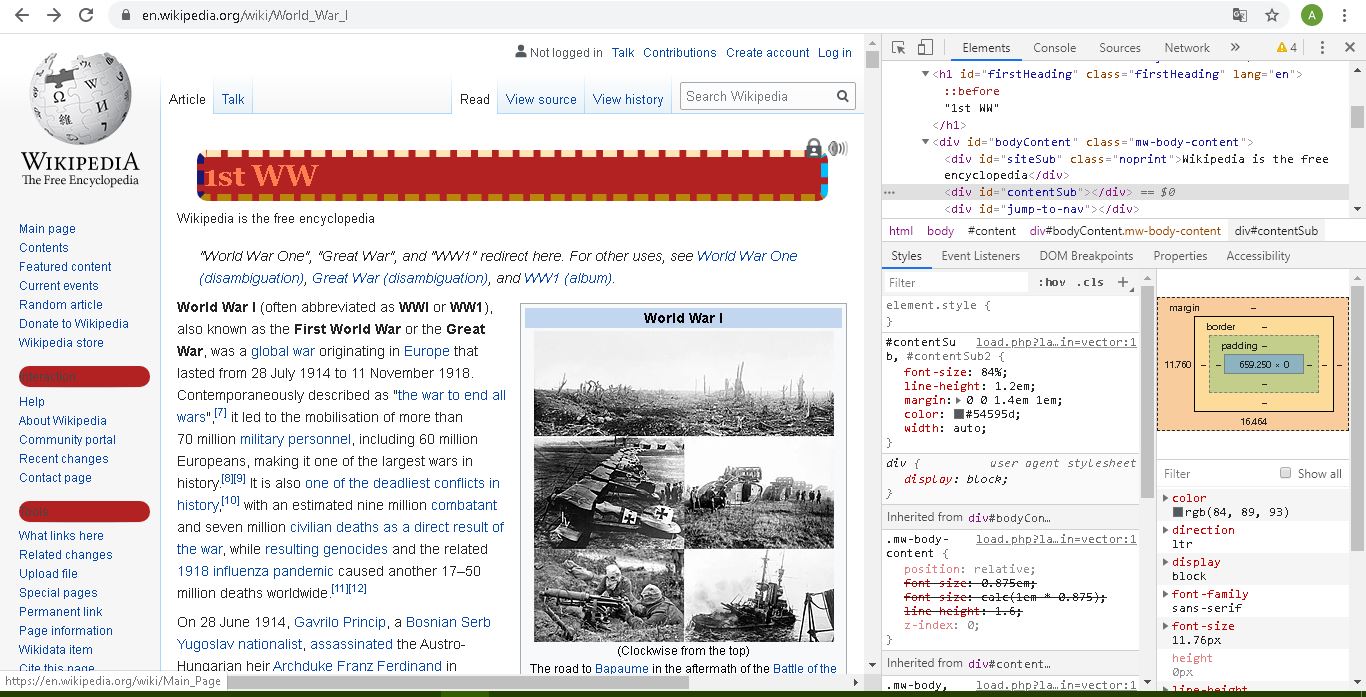 en.wikipedia.org/wiki/World_War_I
A
Not logged in Talk Contributions Create account Log in
Article Talk Read View source View history Search Wikipedia
WIKIPEDIA
The Free Encyclopedia
Main page
Contents
Featured content
Current events
Random article
Donate to Wikipedia
Wikipedia store
Interaction
Help
About Wikipedia
Community portal
Recent changes
Contact page
Tools
What links here
Related changes
Upload file
Special pages
Permanent link
Page information
Wikidata item
Cite this page
https://en.wikipedia.org/wiki/Main_Page
1st WW
Wikipedia is the free encyclopedia
"World War One", "Great War", and "WW1" redirect here. For other uses, see World War One
(disambiguation), Great War (disambiguation), and WW1 (album).
World War I (often abbreviated as WWI or WW1),
also known as the First World War or the Great
War, was a global war originating in Europe that
lasted from 28 July 1914 to 11 November 1918.
Contemporaneously described as "the war to end all
wars",[7] it led to the mobilisation of more than
70 million military personnel, including 60 million
Europeans, making it one of the largest wars in
history.[8][9] It is also one of the deadliest conflicts in
history,[10] with an estimated nine million combatant
and seven million civilian deaths as a direct result of
the war, while resulting genocides and the related
1918 influenza pandemic caused another 17–50
million deaths worldwide.[11][12]
On 28 June 1914, Gavrilo Princip, a Bosnian Serb
Yugoslav nationalist, assassinated the Austro-
Hungarian heir Archduke Franz Ferdinand in
World War I
(Clockwise from the top)
The road to Bapaume in the aftermath of the Battle of the
Elements Console Sources Network » 4
<h1 id="firstHeading" class="firstHeading" lang="en">
::before
"1st WW"
</h1>
<div id="bodyContent" class="mw-body-content">
<div id="siteSub" class="noprint">Wikipedia is the free
encyclopedia</div>
<div id="contentSub"></div> == $0
<div id="jump-to-nav"></div>
html body #content div#bodyContent.mw-body-content div#contentSub
Styles Event Listeners DOM Breakpoints Properties Accessibility
Filter :hov .cls +
element.style {
}
#contentSu load.php?la…in=vector:1
b, #contentSub2 {
font-size: 84%;
line-height: 1.2em;
margin: 0 0 1.4em 1em;
color: #54595d;
width: auto;
}
div { user agent stylesheet
display: block;
}
Inherited from div#bodyCon…
.mw-body- load.php?la…in=vector:1
content {
position: relative;
font-size: 0.875em;
font-size: calc(1em * 0.875);
line-height: 1.6;
z-index: 0;
}
Inherited from div#content…
.mw-body, load.php?la…in=vector:1
margin –
border –
padding –
11.760 – – 659.250 × 0 – – –
–
–
16.464
Filter Show all
color
rgb(84, 89, 93)
direction
ltr
display
block
font-family
sans-serif
font-size
11.76px
height
0px
line-height